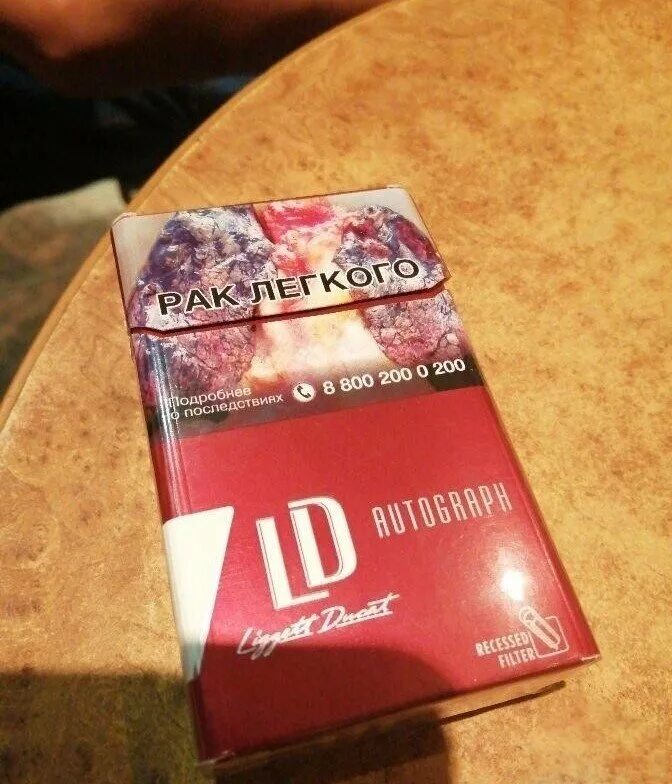 РАК ЛЕГКОГО
Подробнее
о последствиях 8 800 200 0 200
LD AUTOGRAPH
Liggett Ducat
RECESSED
FILTER